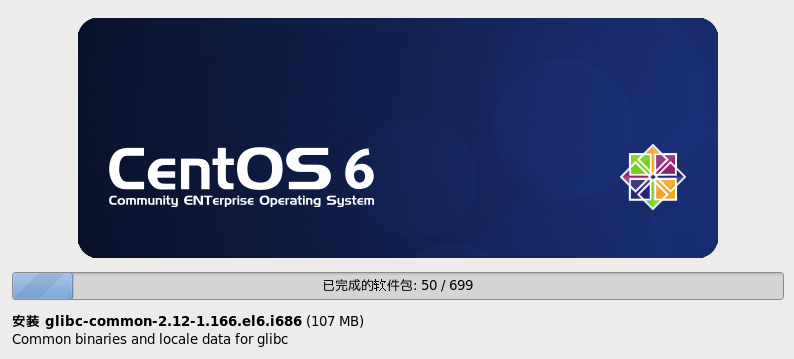 CentOS 6
Community ENTerprise Operating System
已完成的软件包: 50 / 699
安装 glibc-common-2.12-1.166.el6.i686 (107 MB)
Common binaries and locale data for glibc